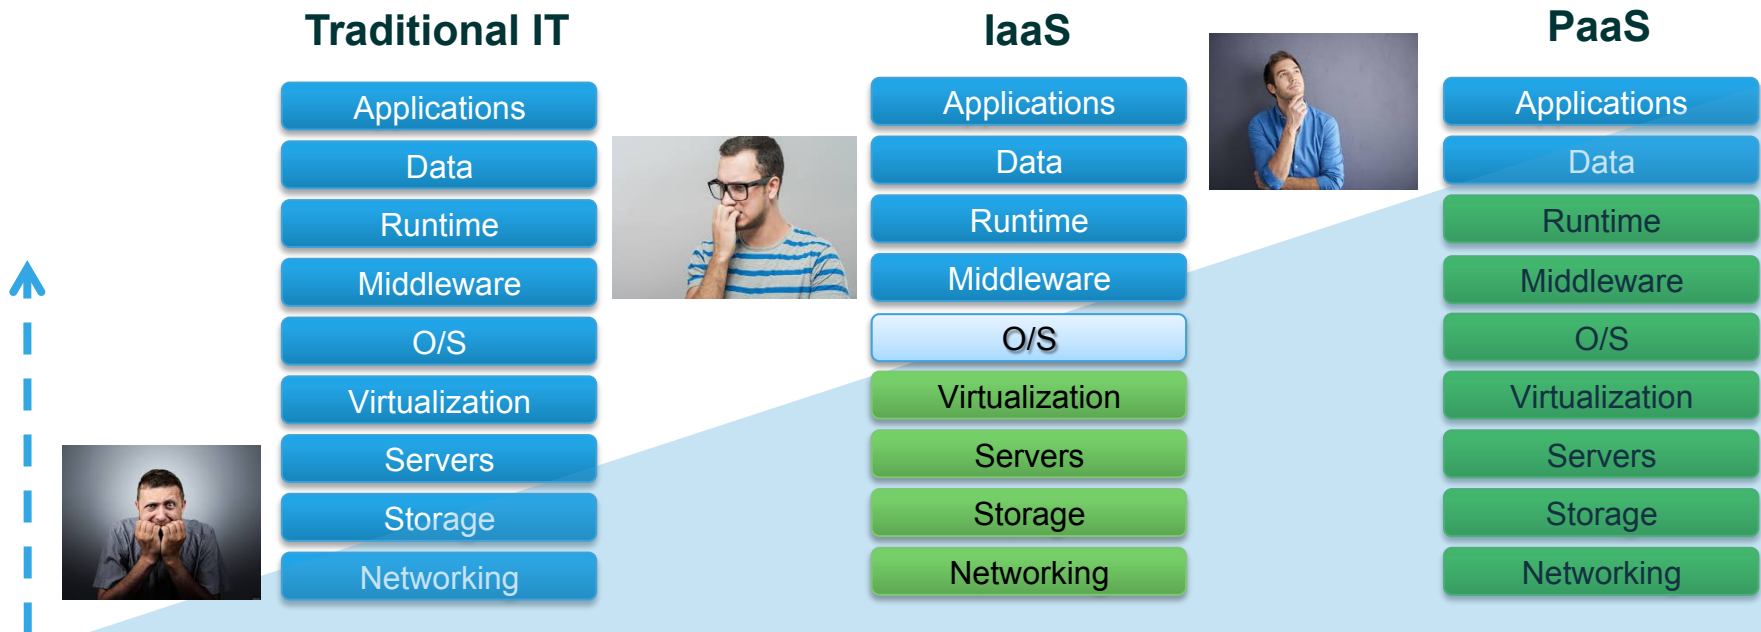 Traditional IT
Applications
Data
Runtime
Middleware
O/S
Virtualization
Servers
Storage
Networking
IaaS
Applications
Data
Runtime
Middleware
O/S
Virtualization
Servers
Storage
Networking
PaaS
Applications
Data
Runtime
Middleware
O/S
Virtualization
Servers
Storage
Networking